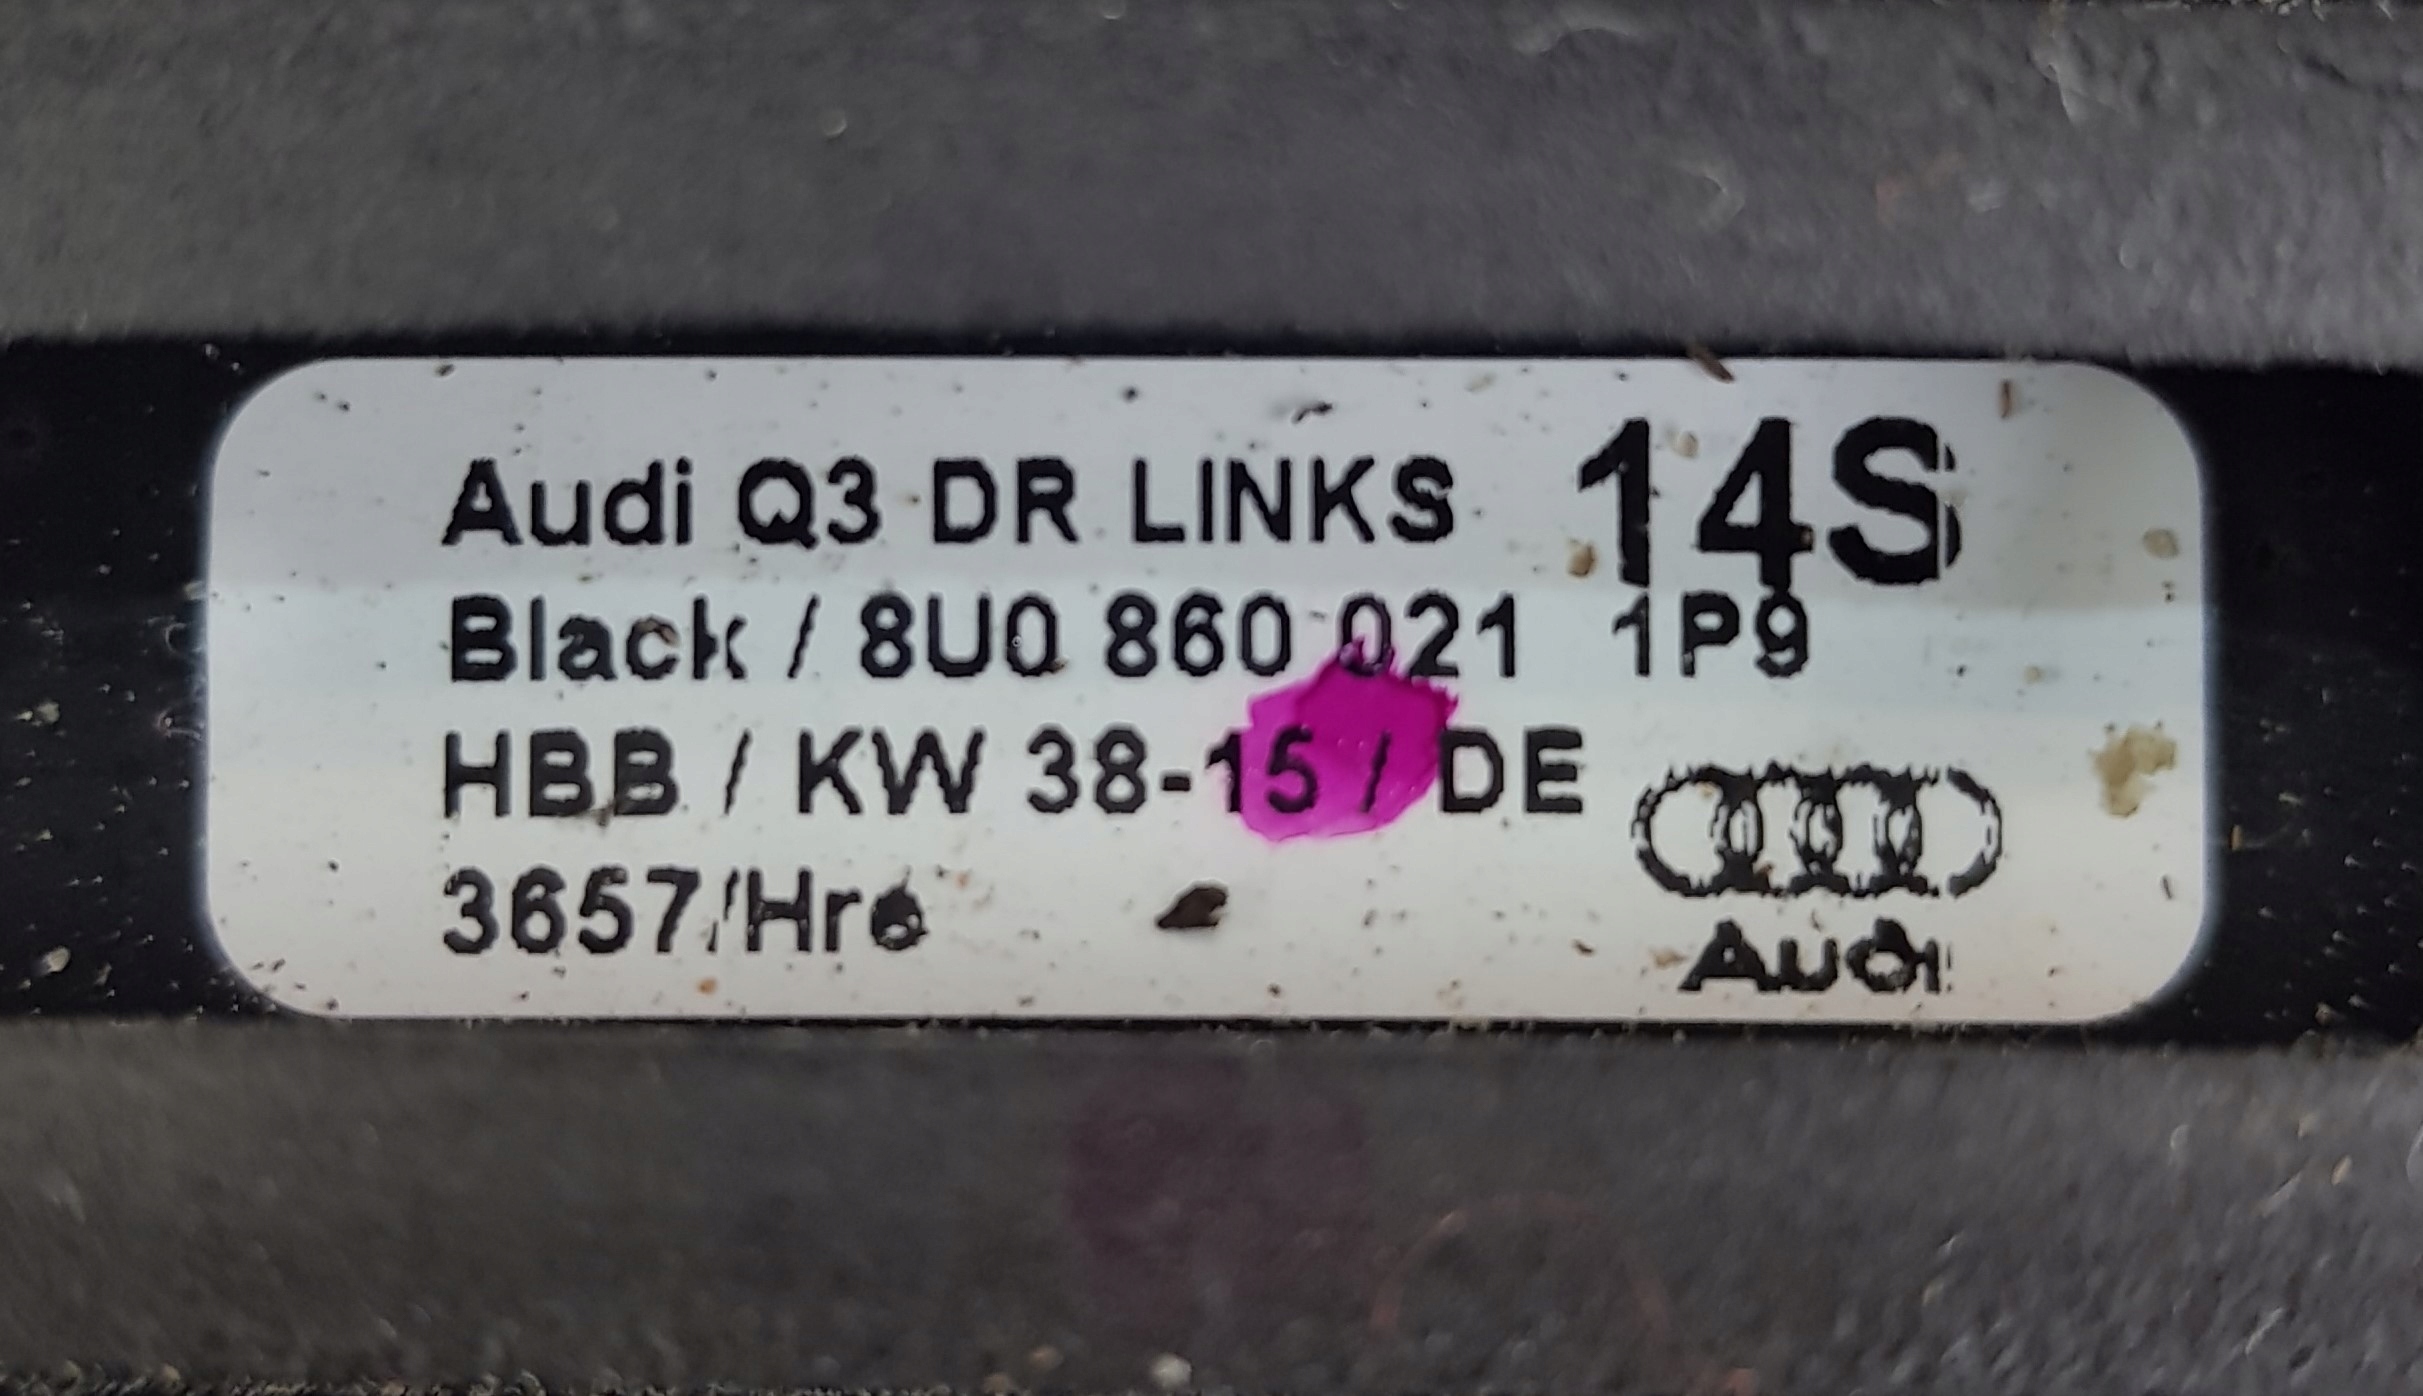 Audi Q3 DR LINKS 14S
Black / 8U0 860 021 1P9
HBB / KW 38-15 / DE
3657/Hre
Audi